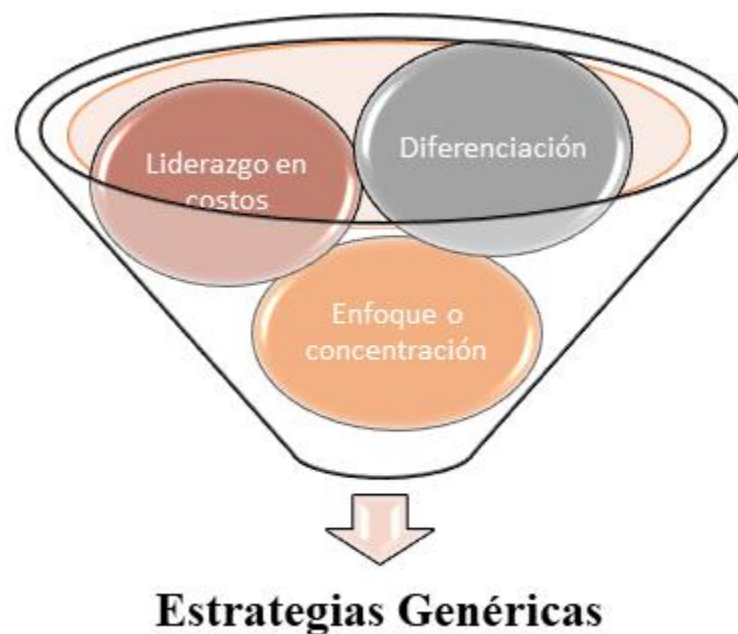 Liderazgo en
costos
Diferenciación
Enfoque o
concentración
Estrategias Genéricas